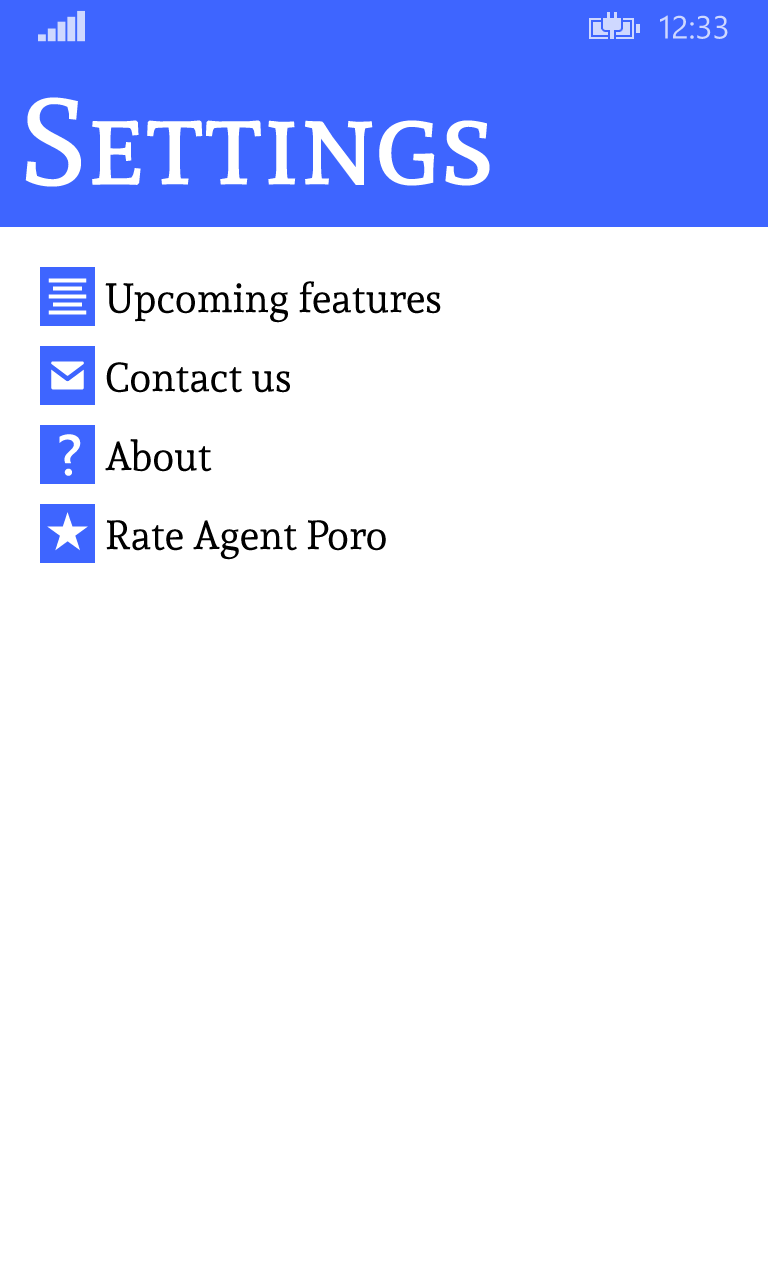 12:33
Settings
Upcoming features
Contact us
? About
Rate Agent Poro